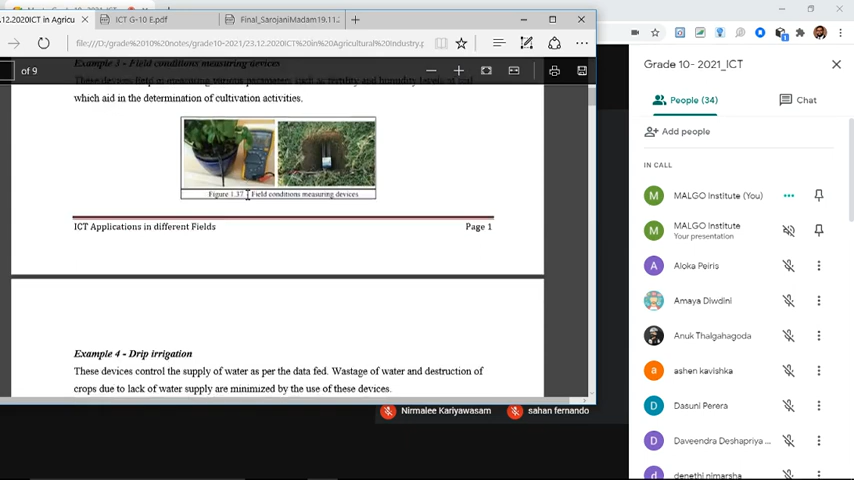 12.2020ICT in Agricu
ICT G-10 E.pdf
Final_SarojaniMadam19.11.2
file:///D:/grade%2010%20notes/grade10-2021/23.12.2020ICT%20in%20Agricultural%20Industry.p
of 9
Example 3 - Field conditions measuring devices
which aid in the determination of cultivation activities.
Figure 1.37 - Field conditions measuring devices
ICT Applications in different Fields
Page 1
Example 4 - Drip irrigation
These devices control the supply of water as per the data fed. Wastage of water and destruction of
crops due to lack of water supply are minimized by the use of these devices.
Nirmalee Kariyawasam
sahan fernando
Grade 10- 2021_ICT
People (34)
Chat
Add people
IN CALL
M
MALGO Institute (You)
M
MALGO Institute
Your presentation
A
Aloka Peiris
Amaya Diwdini
Anuk Thalgahagoda
a
ashen kavishka
D
Dasuni Perera
D
Daveendra Deshapriya ...
d
denethi nimarsha